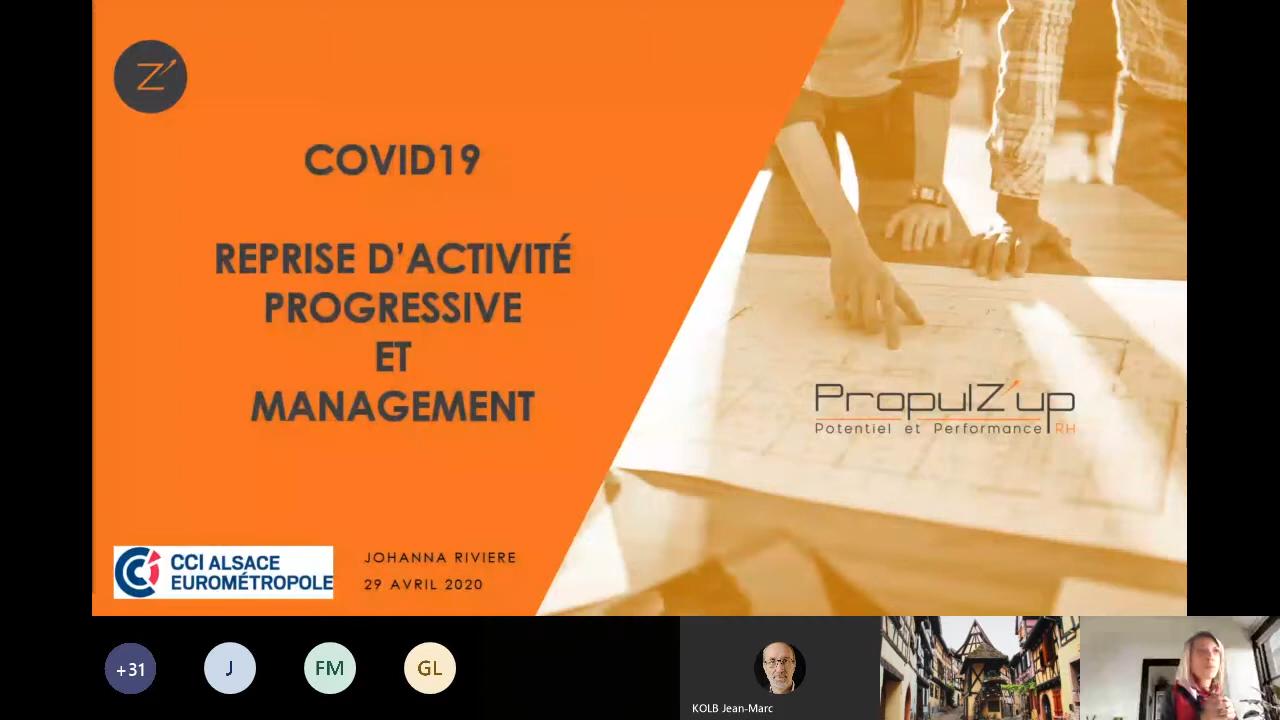 Z'
COVID19
REPRISE D'ACTIVITÉ
PROGRESSIVE
ET
MANAGEMENT
PropulZ'up
Potentiel et Performance RH
CCI ALSACE
EUROMÉTROPOLE
JOHANNA RIVIERE
29 AVRIL 2020
+31
J
FM
GL
KOLB Jean-Marc